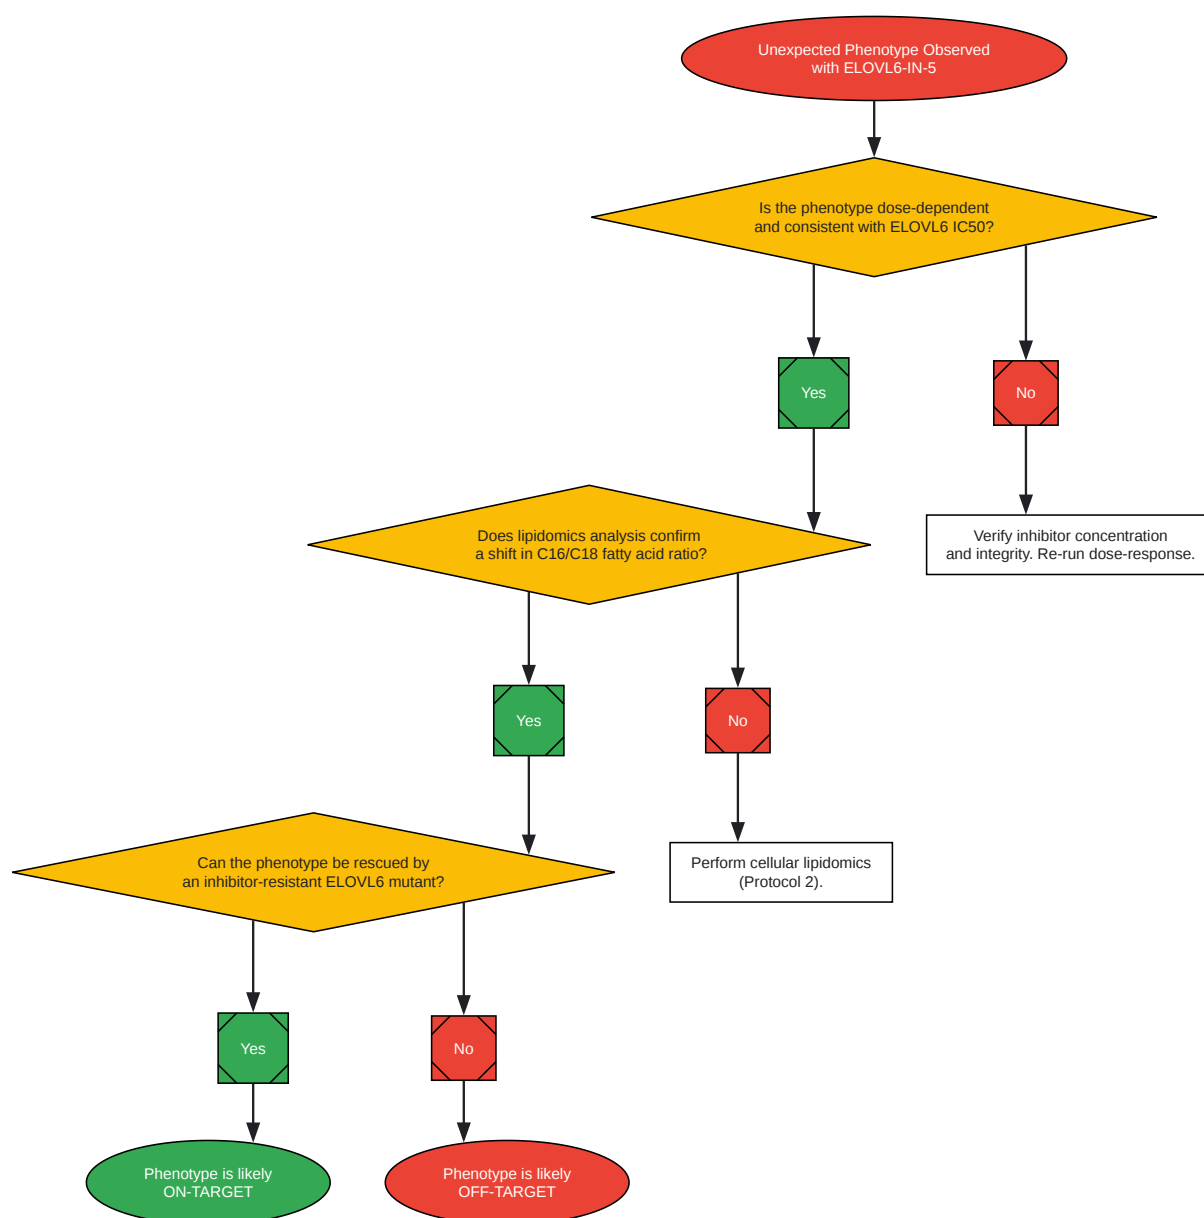 Unexpected Phenotype Observed
with ELOVL6-IN-5
Is the phenotype dose-dependent
and consistent with ELOVL6 IC50?
Yes
No
Does lipidomics analysis confirm
a shift in C16/C18 fatty acid ratio?
Verify inhibitor concentration
and integrity. Re-run dose-response.
Yes
No
Can the phenotype be rescued by
an inhibitor-resistant ELOVL6 mutant?
Perform cellular lipidomics
(Protocol 2).
Yes
No
Phenotype is likely
ON-TARGET
Phenotype is likely
OFF-TARGET